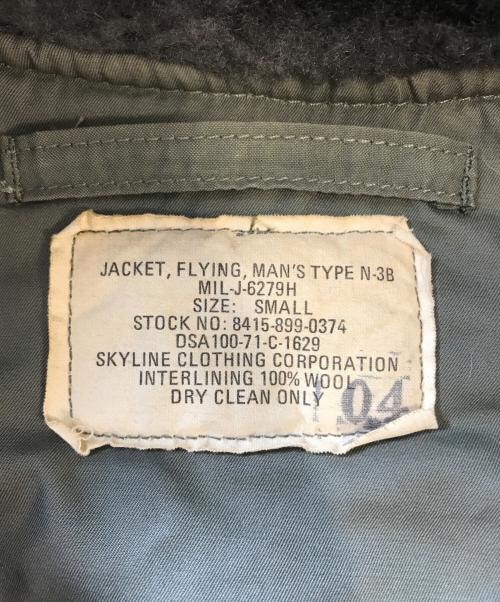 JACKET, FLYING, MAN'S TYPE N-3B
MIL-J-6279H
SIZE: SMALL
STOCK NO: 8415-899-0374
DSA100-71-C-1629
SKYLINE CLOTHING CORPORATION
INTERLINING 100% WOOL
DRY CLEAN ONLY
04